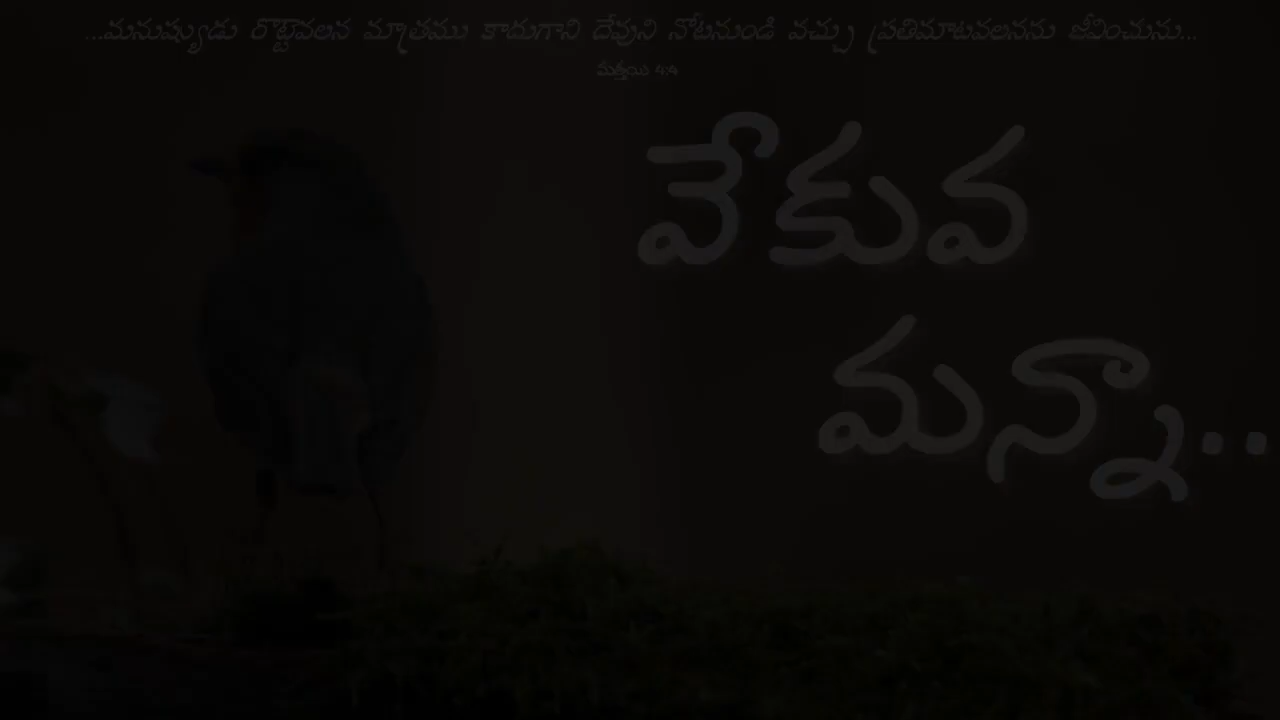 ...మనుష్యుడు రొట్టెవలన మాత్రము కాదుగాని దేవుని నోటనుండి వచ్చు ప్రతిమాటవలనను జీవించును...
మత్తయి 4:4
వేకువ
మన్నా..